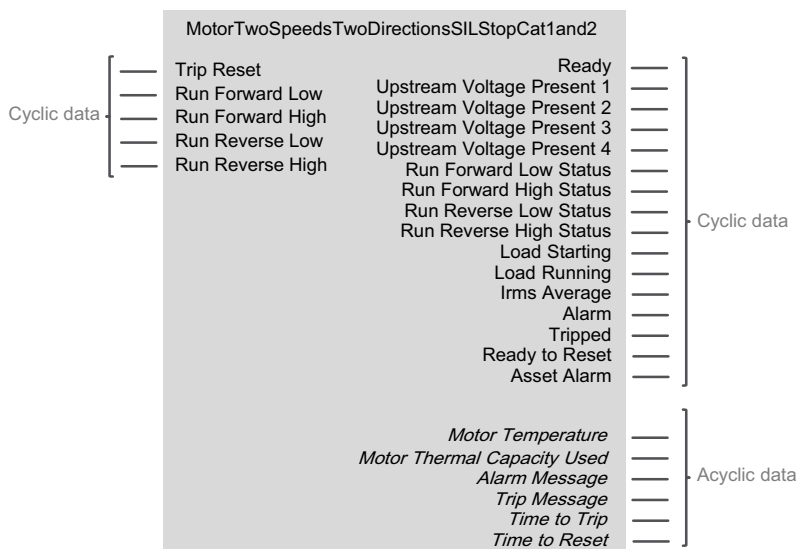 MotorTwoSpeedsTwoDirectionsSILStopCat1and2
Cyclic data
Trip Reset
Run Forward Low
Run Forward High
Run Reverse Low
Run Reverse High
Ready
Upstream Voltage Present 1
Upstream Voltage Present 2
Upstream Voltage Present 3
Upstream Voltage Present 4
Run Forward Low Status
Run Forward High Status
Run Reverse Low Status
Run Reverse High Status
Load Starting
Load Running
Irms Average
Alarm
Tripped
Ready to Reset
Asset Alarm
Cyclic data
Motor Temperature
Motor Thermal Capacity Used
Alarm Message
Trip Message
Time to Trip
Time to Reset
Acyclic data